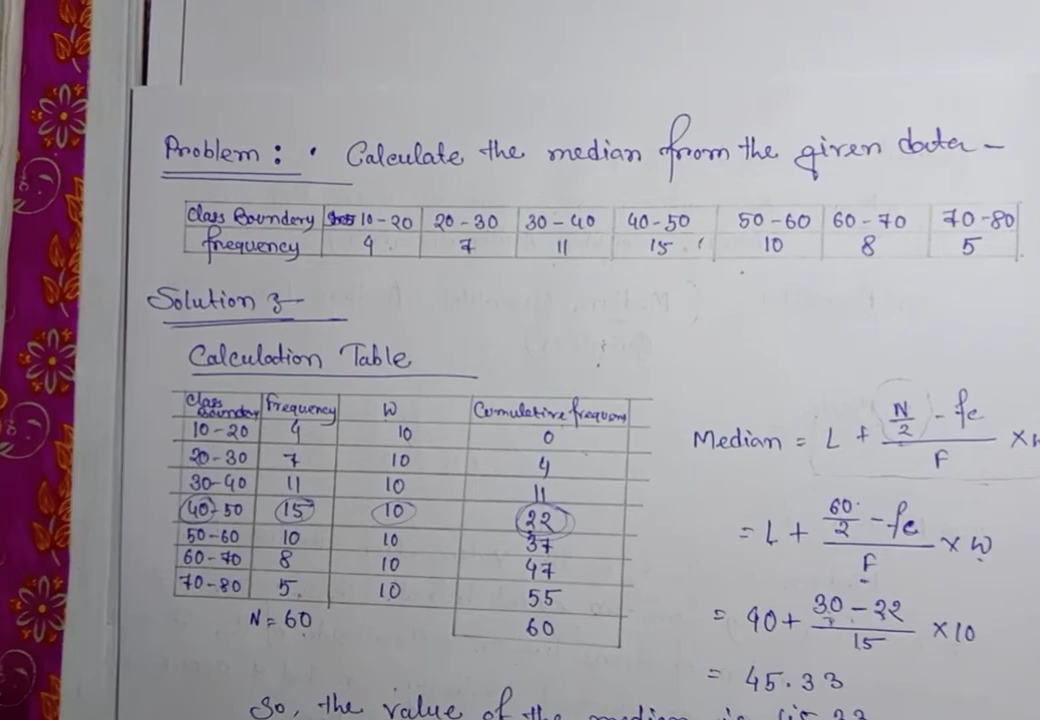 Problem : • Calculate the median from the given data -
Class Boundary 10-20 20-30 30-40 40-50 50-60 60-70 70-80
frequency 4 7 11 15 10 8 5
Solution :-
Calculation Table
Class Boundary Frequency W Cumulative frequency
10-20 4 10 0
20-30 7 10 4
30-40 11 10 11
40-50 15 10 22
50-60 10 10 37
60-70 8 10 47
70-80 5 10 55
N = 60 60
Median = L + (N/2) - fc / F ×
= L + 60/2 - fc / F × W
= 40 + 30 - 22 / 15 × 10
= 45.33
So, the value of the median is